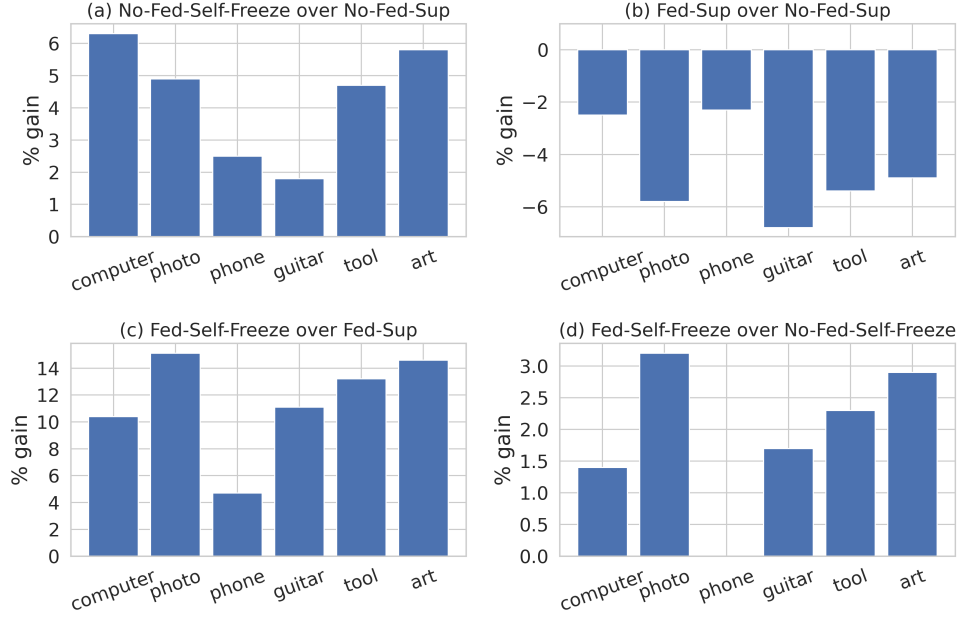 (a) No-Fed-Self-Freeze over No-Fed-Sup
% gain
6
5
4
3
2
1
0
computer photo phone guitar tool art
(b) Fed-Sup over No-Fed-Sup
% gain
0
−2
−4
−6
computer photo phone guitar tool art
(c) Fed-Self-Freeze over Fed-Sup
% gain
14
12
10
8
6
4
2
0
computer photo phone guitar tool art
(d) Fed-Self-Freeze over No-Fed-Self-Freeze
% gain
3.0
2.5
2.0
1.5
1.0
0.5
0.0
computer photo phone guitar tool art